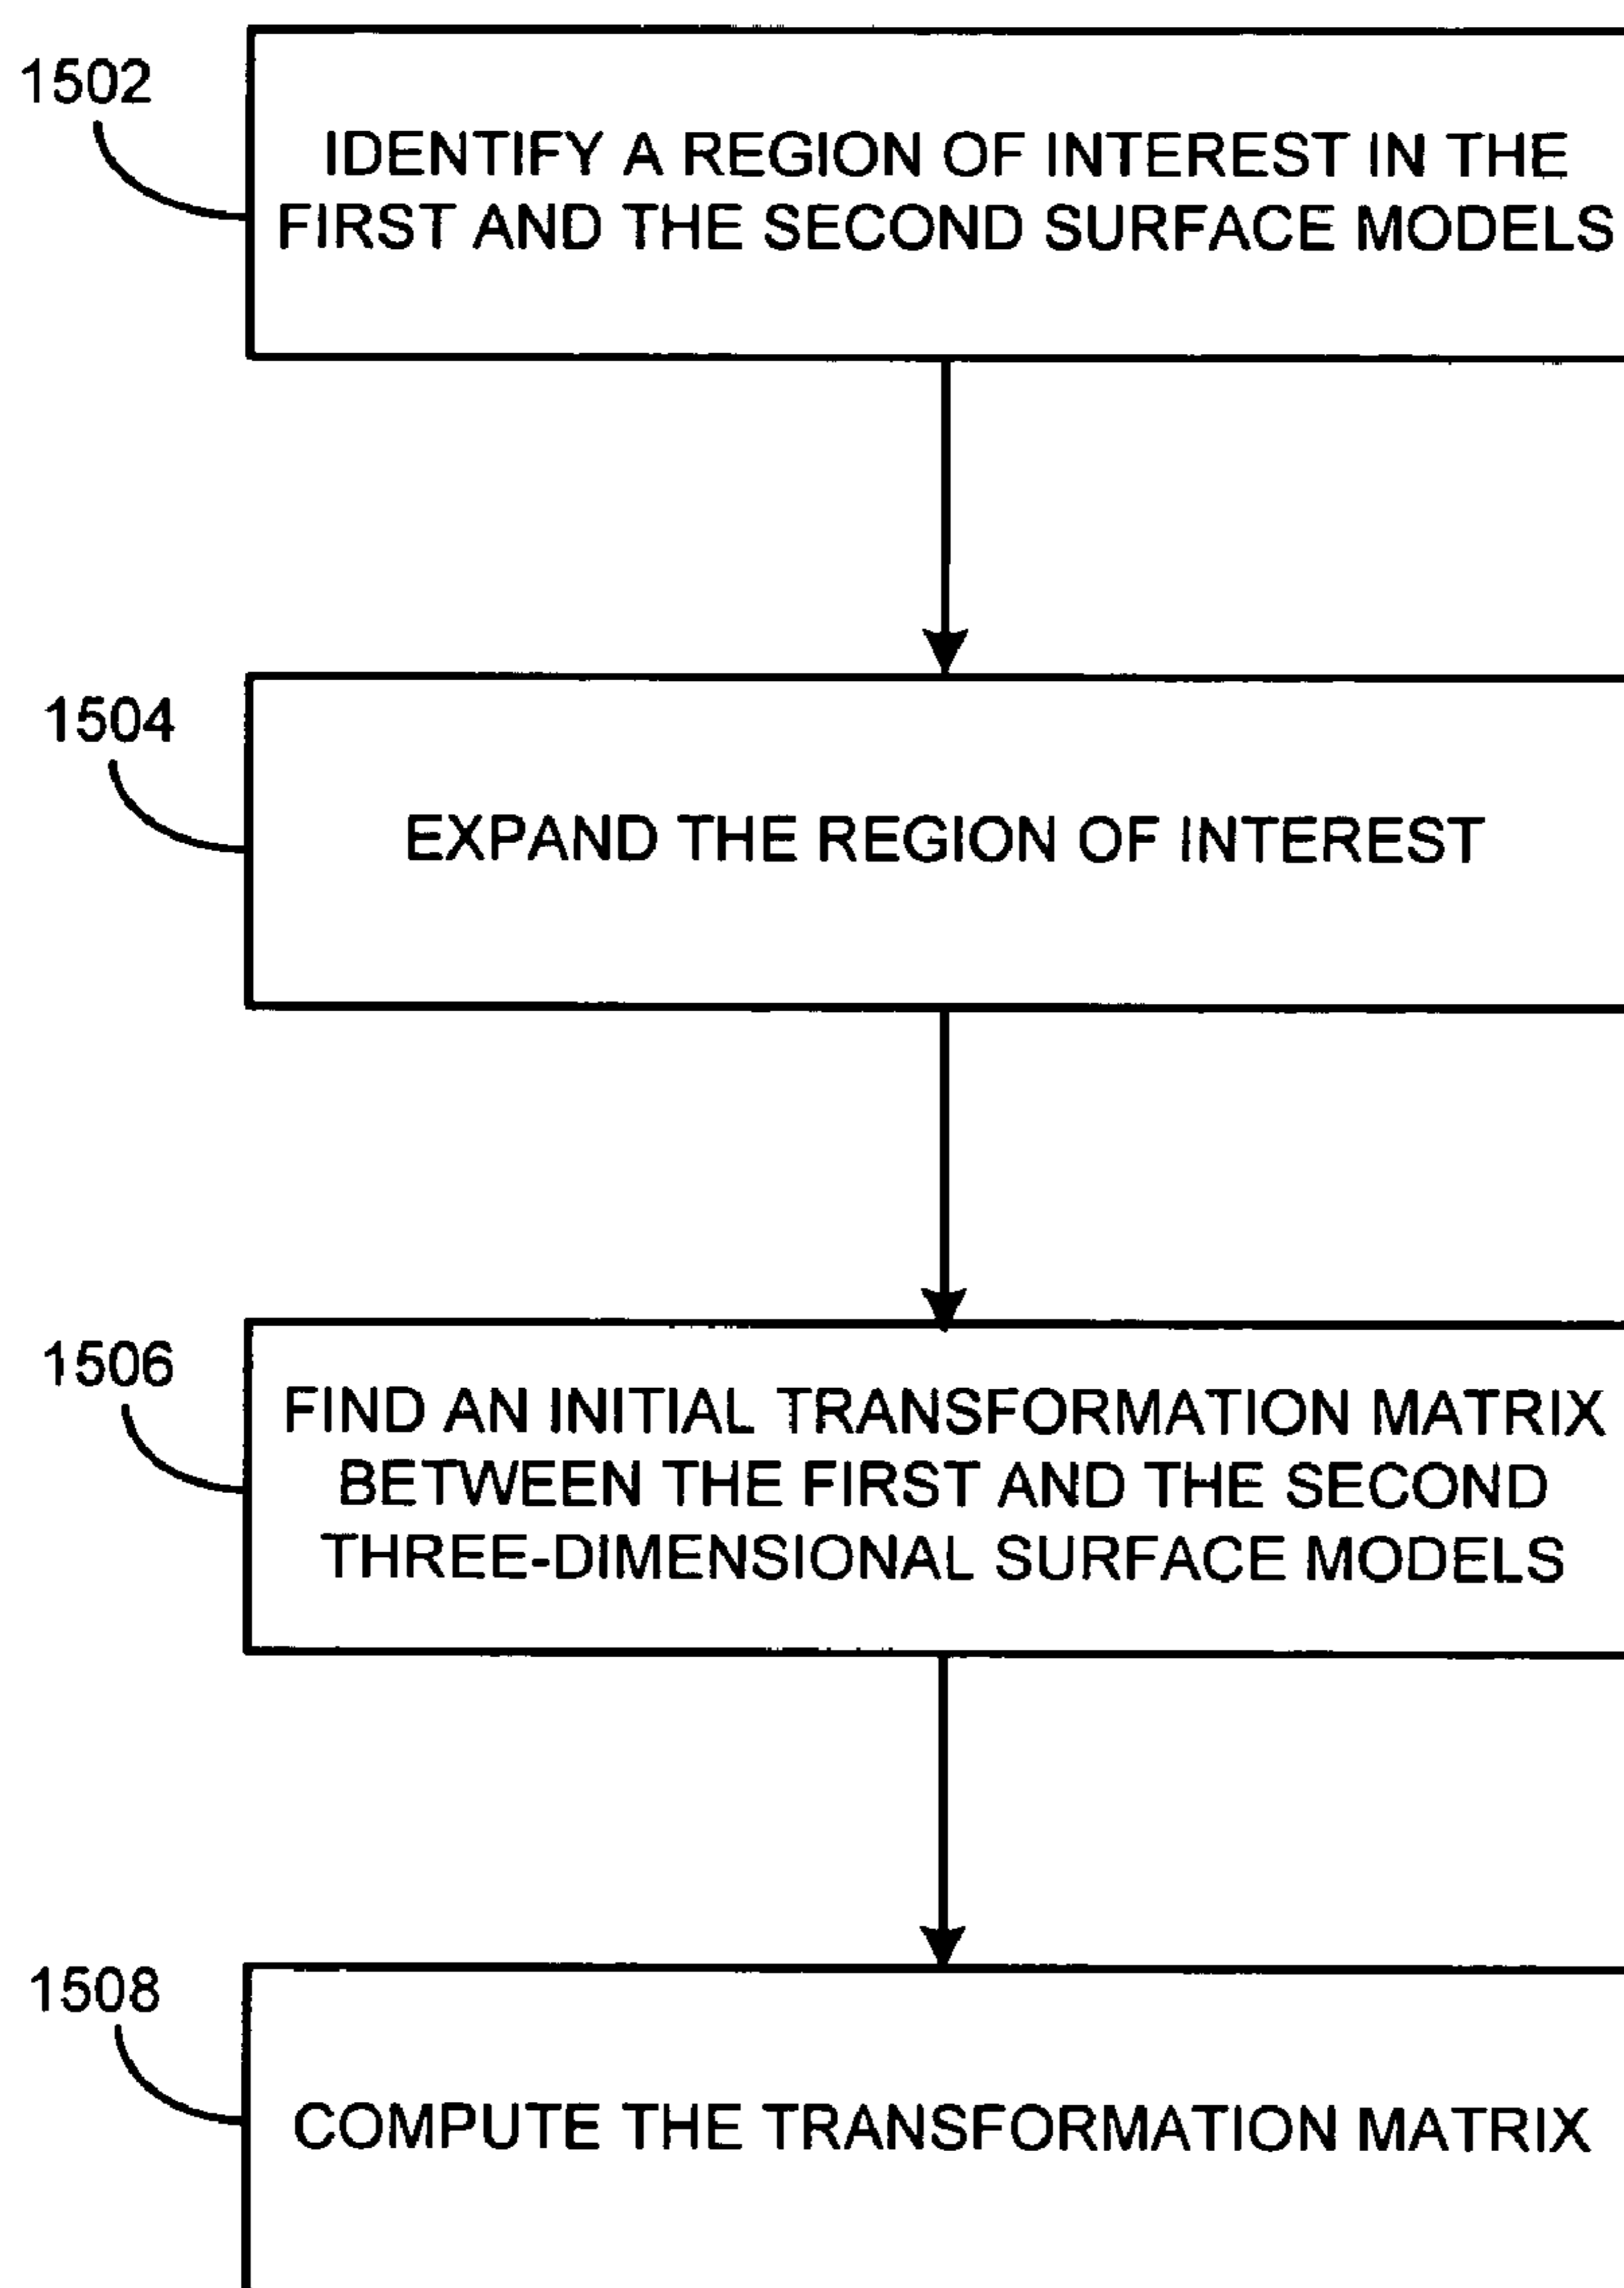 1502
IDENTIFY A REGION OF INTEREST IN THE
FIRST AND THE SECOND SURFACE MODELS
1504
EXPAND THE REGION OF INTEREST
1506
FIND AN INITIAL TRANSFORMATION MATRIX
BETWEEN THE FIRST AND THE SECOND
THREE-DIMENSIONAL SURFACE MODELS
1508
COMPUTE THE TRANSFORMATION MATRIX